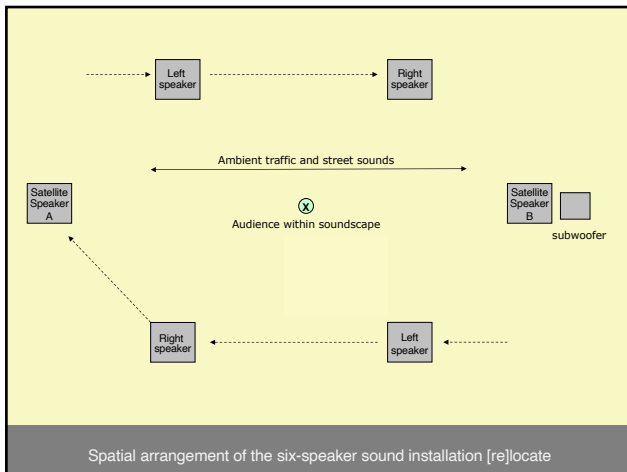 Left
speaker
Right
speaker
Ambient traffic and street sounds
Satellite
Speaker
A
X
Audience within soundscape
Satellite
Speaker
B
subwoofer
Right
speaker
Left
speaker
Spatial arrangement of the six-speaker sound installation [re]locate